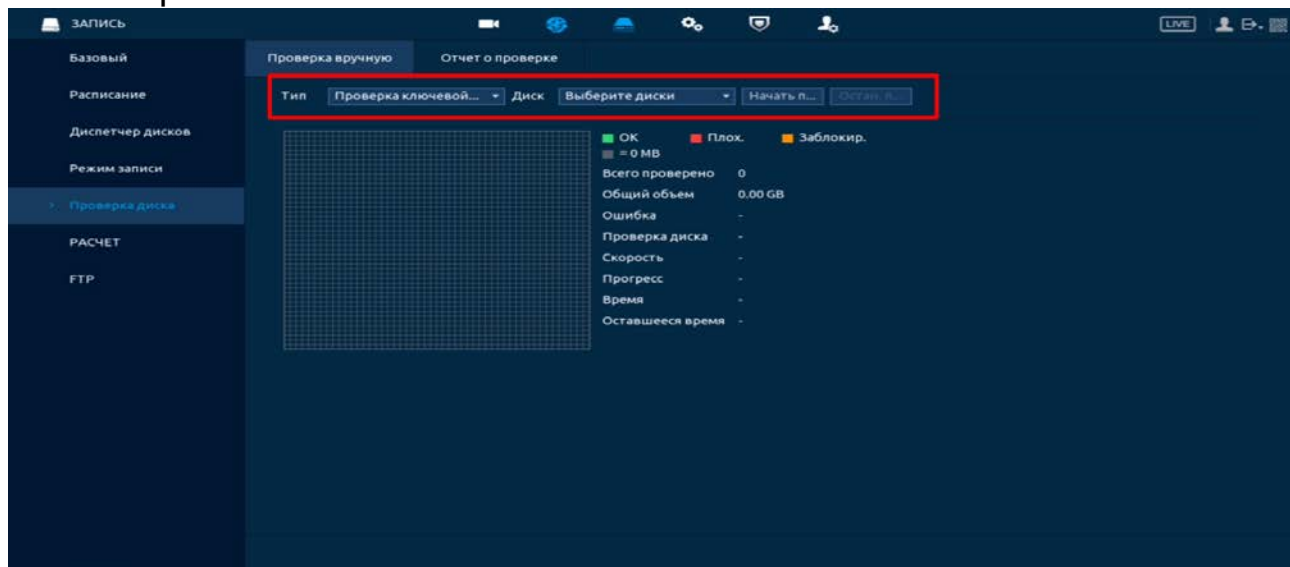 ЗАПИСЬ LIVE
Базовый Проверка вручную Отчет о проверке
Расписание Тип Проверка ключевой... Диск Выберите диски Начать п... Остан. п...
Диспетчер дисков OK Плох. Заблокир.
= 0 MB
Режим записи Всего проверено 0
Общий объем 0.00 GB
Проверка диска Ошибка -
РАСЧЕТ Проверка диска -
Скорость -
FTP Прогресс -
Время -
Оставшееся время -